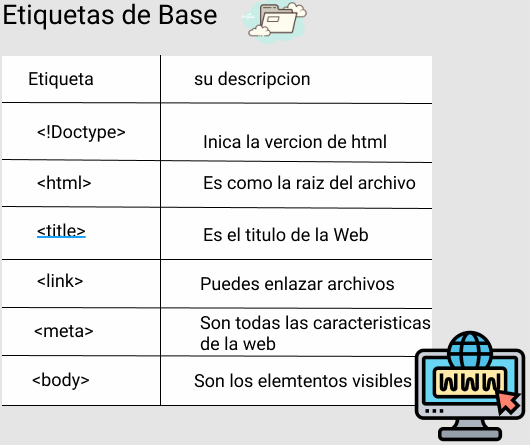 Etiquetas de Base
Etiqueta su descripcion
<!Doctype> Inica la vercion de html
<html> Es como la raiz del archivo
<title> Es el titulo de la Web
<link> Puedes enlazar archivos
<meta> Son todas las caracteristicas
de la web
<body> Son los elemtentos visibles
WWW